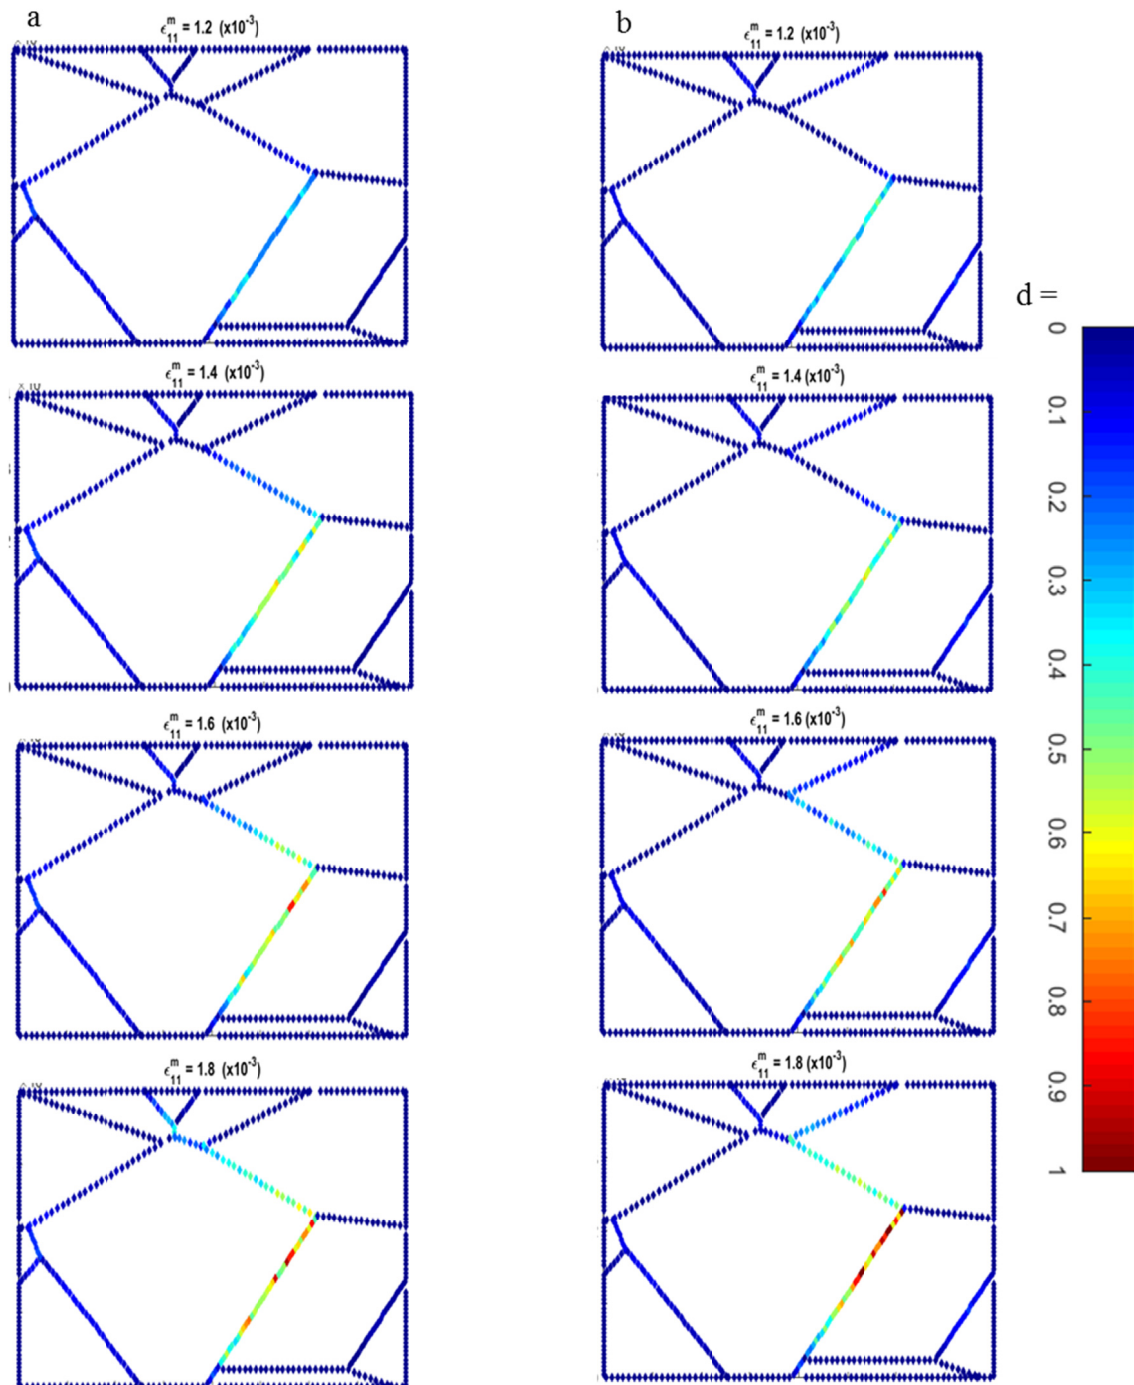 a
b
ϵ₁₁ᵐ = 1.2 (x10⁻³)
ϵ₁₁ᵐ = 1.2 (x10⁻³)
d =
0
0.1
0.2
0.3
0.4
0.5
0.6
0.7
0.8
0.9
1
ϵ₁₁ᵐ = 1.4 (x10⁻³)
ϵ₁₁ᵐ = 1.4 (x10⁻³)
ϵ₁₁ᵐ = 1.6 (x10⁻³)
ϵ₁₁ᵐ = 1.6 (x10⁻³)
ϵ₁₁ᵐ = 1.8 (x10⁻³)
ϵ₁₁ᵐ = 1.8 (x10⁻³)